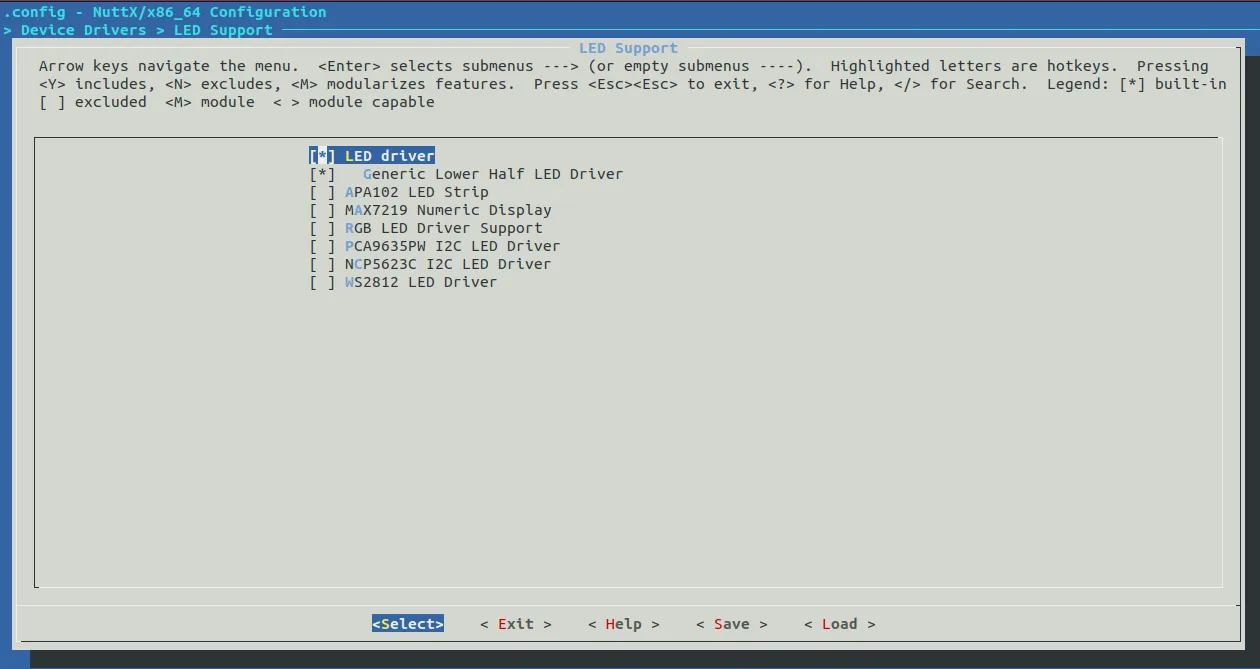 .config - NuttX/x86_64 Configuration
> Device Drivers > LED Support
LED Support
Arrow keys navigate the menu.  <Enter> selects submenus ---> (or empty submenus ----).  Highlighted letters are hotkeys.  Pressing
<Y> includes, <N> excludes, <M> modularizes features.  Press <Esc><Esc> to exit, <?> for Help, </> for Search.  Legend: [*] built-in
[ ] excluded  <M> module  < > module capable
[*] LED driver
[*]   Generic Lower Half LED Driver
[ ] APA102 LED Strip
[ ] MAX7219 Numeric Display
[ ] RGB LED Driver Support
[ ] PCA9635PW I2C LED Driver
[ ] NCP5623C I2C LED Driver
[ ] WS2812 LED Driver
<Select>    < Exit >    < Help >    < Save >    < Load >